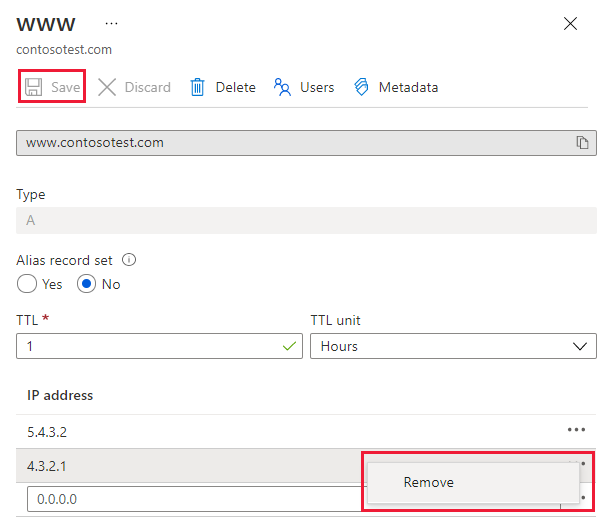 www ...
contosotest.com
Save Discard Delete Users Metadata
www.contosotest.com
Type
A
Alias record set
Yes No
TTL * TTL unit
1 Hours
IP address
5.4.3.2
4.3.2.1
Remove
0.0.0.0